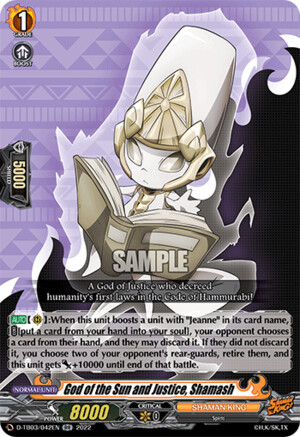 1
GRADE
BOOST
5000
SHIELD
SAMPLE
A God of Justice who decreed
humanity's first laws in the Code of Hammurabi!
AUTO [ ]:When this unit boosts a unit with "Jeanne" in its card name,
[put a card from your hand into your soul], your opponent chooses
a card from their hand, and they may discard it. If they did not discard
it, you choose two of your opponent's rear-guards, retire them, and this
unit gets +10000 until end of that battle.
NORMAL UNIT
God of the Sun and Justice, Shamash
POWER 8000
CRITICAL
0
SHAMAN KING
Spirit
D-TB03/042EN RR 2022
©H.K/SK,TX